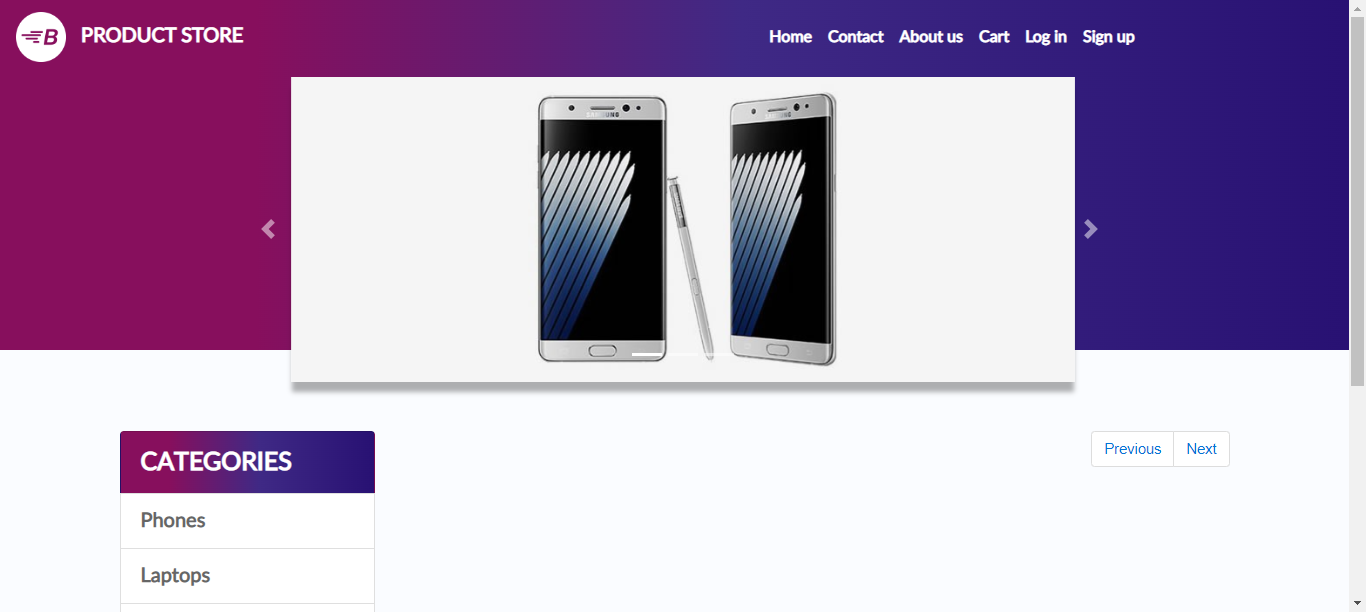 B PRODUCT STORE
Home Contact About us Cart Log in Sign up
SAMSUNG SAMSUNG
CATEGORIES
Previous Next
Phones
Laptops